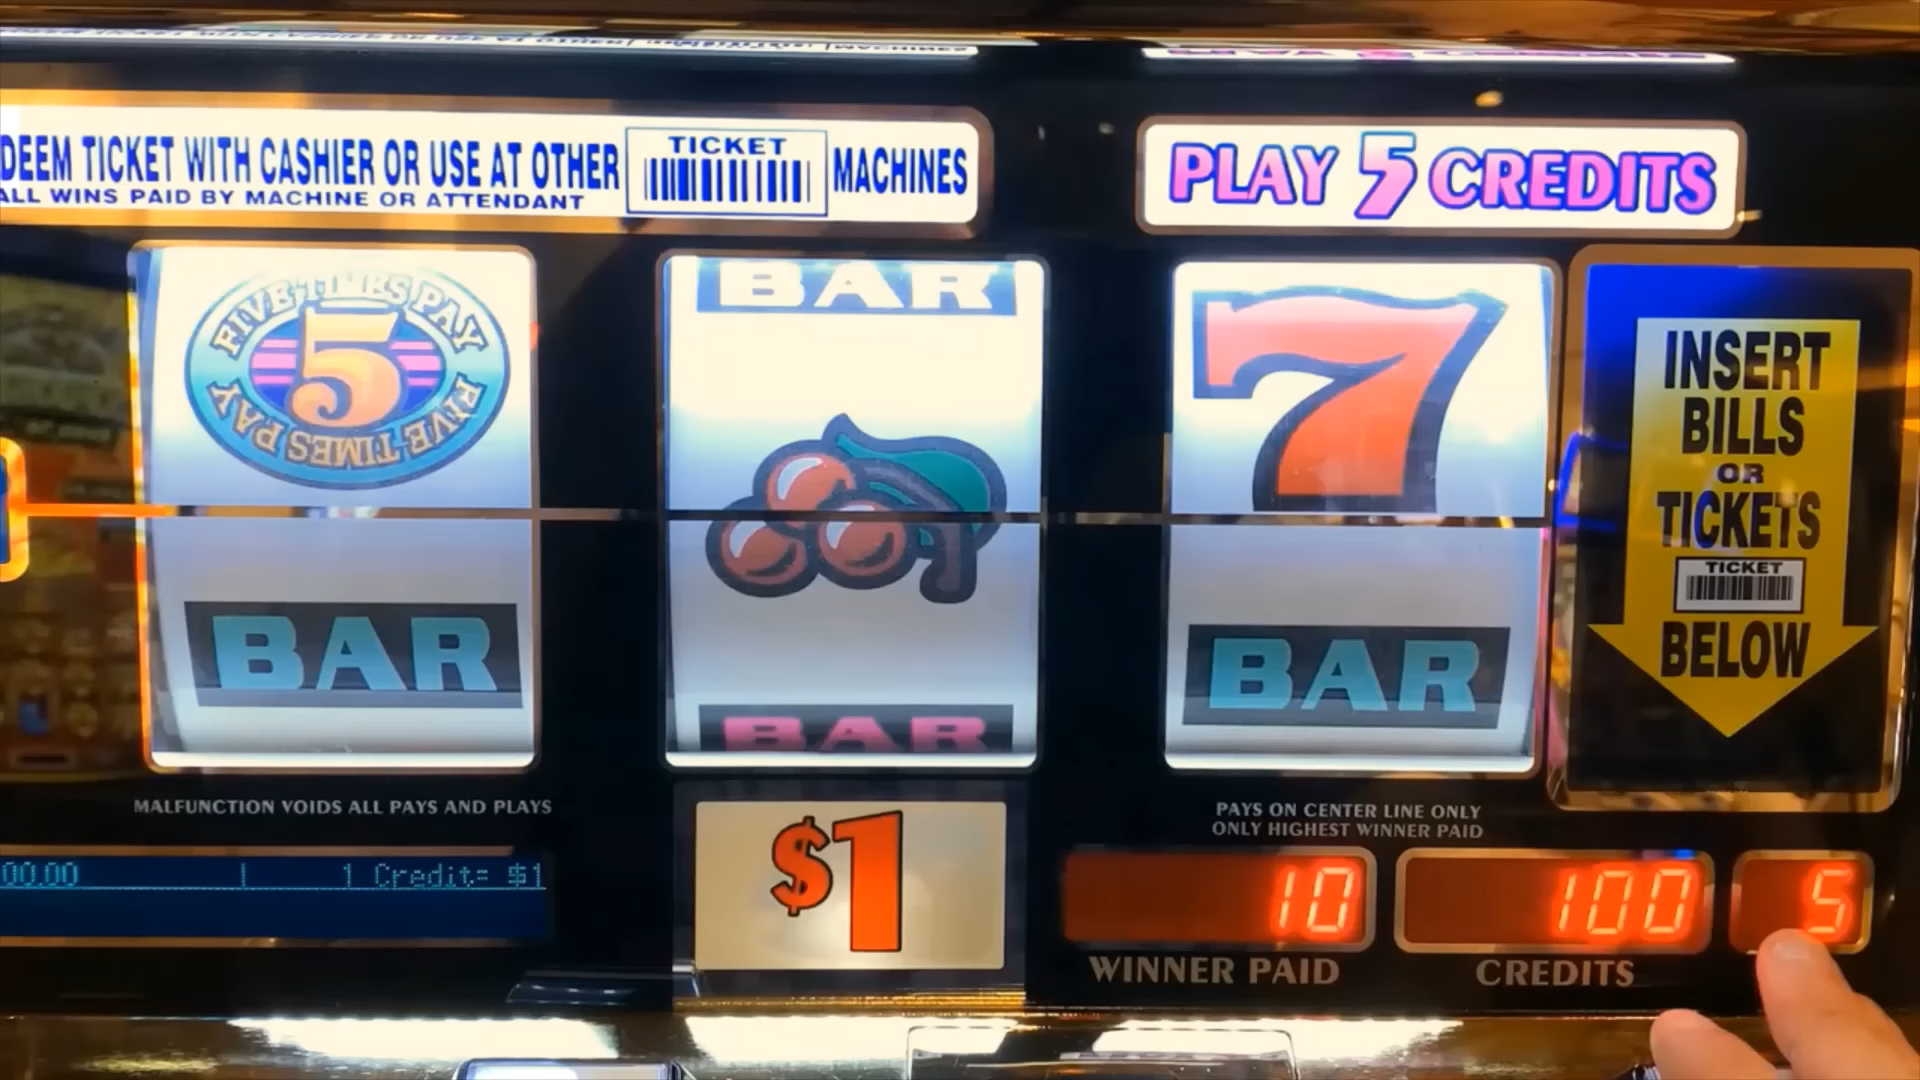 DEEM TICKET WITH CASHIER OR USE AT OTHER
TICKET
MACHINES
ALL WINS PAID BY MACHINE OR ATTENDANT
PLAY 5 CREDITS
FIVE TIMES PAY
5
FIVE TIMES PAY
BAR
BAR
BAR
7
BAR
INSERT
BILLS
OR
TICKETS
TICKET
BELOW
MALFUNCTION VOIDS ALL PAYS AND PLAYS
PAYS ON CENTER LINE ONLY
ONLY HIGHEST WINNER PAID
00.00 | 1 Credit= $1
$1
10
100
5
WINNER PAID
CREDITS